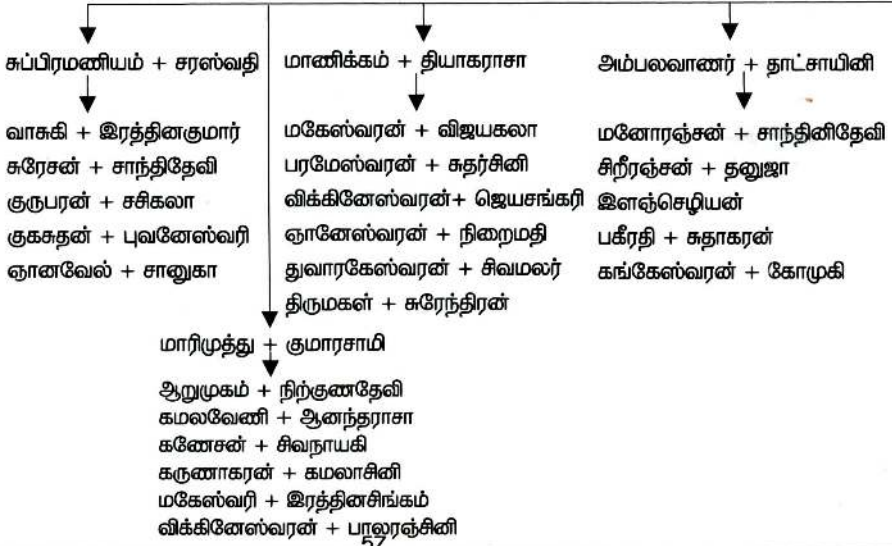 சுப்பிரமணியம் + சரஸ்வதி
வாசுகி + இரத்தினகுமார்
சுரேசன் + சாந்திதேவி
குருபரன் + சசிகலா
குகசுதன் + புவனேஸ்வரி
ஞானவேல் + சானுகா
மாணிக்கம் + தியாகராசா
மகேஸ்வரன் + விஜயகலா
பரமேஸ்வரன் + சுதர்சினி
விக்கினேஸ்வரன்+ ஜெயசங்கரி
ஞானேஸ்வரன் + நிறைமதி
துவாரகேஸ்வரன் + சிவமலர்
திருமகள் + சுரேந்திரன்
அம்பலவாணர் + தாட்சாயினி
மனோரஞ்சன் + சாந்தினிதேவி
சிறீரஞ்சன் + தனுஜா
இளஞ்செழியன்
பகீரதி + சுதாகரன்
கங்கேஸ்வரன் + கோமுகி
மாரிமுத்து + குமாரசாமி
ஆறுமுகம் + நிற்குணதேவி
கமலவேணி + ஆனந்தராசா
கணேசன் + சிவநாயகி
கருணாகரன் + கமலாசினி
மகேஸ்வரி + இரத்தினசிங்கம்
விக்கினேஸ்வரன் + பாலரஞ்சினி
57